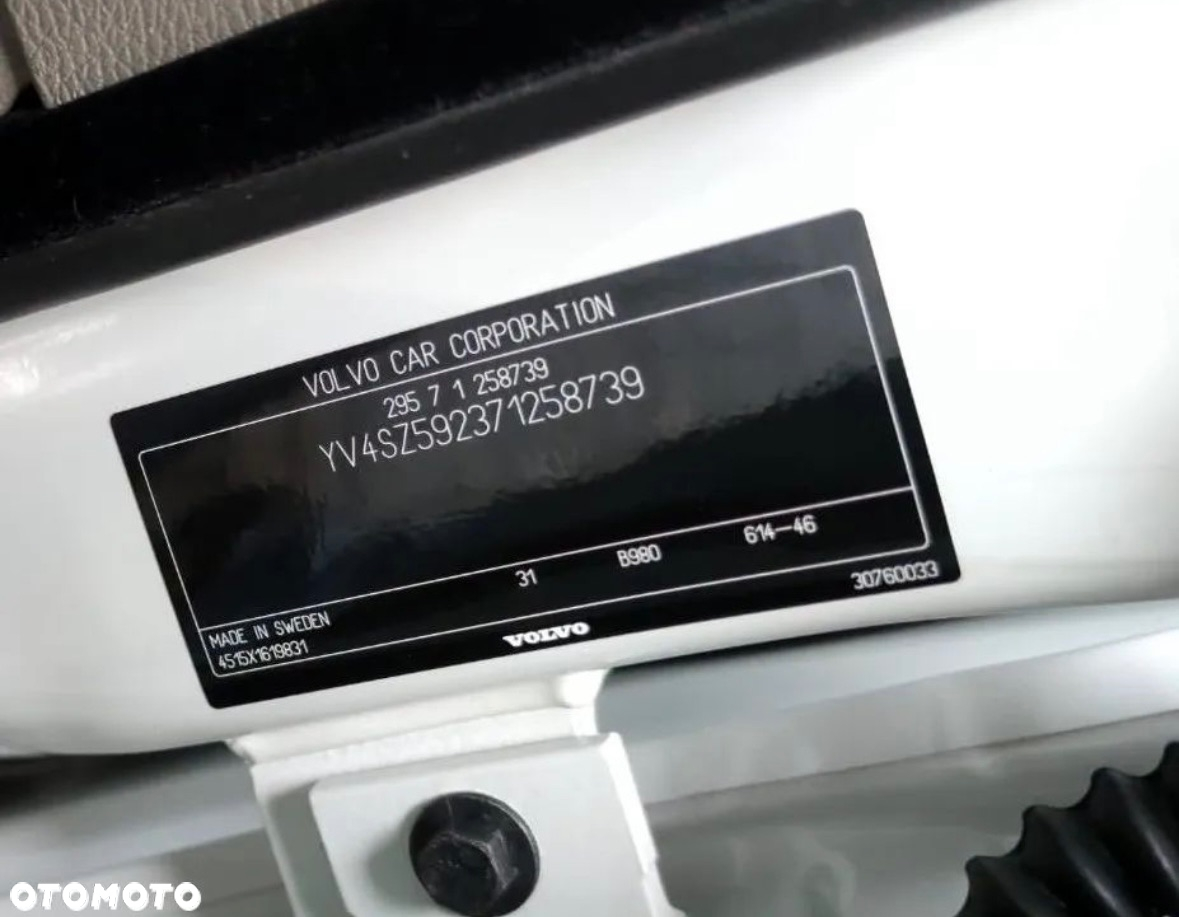 VOLVO CAR CORPORATION
295 7 1 258739
YV4SZ592371258739
31 B980 614-46
MADE IN SWEDEN
4515X1619831
VOLVO
30760033
OTOMOTO